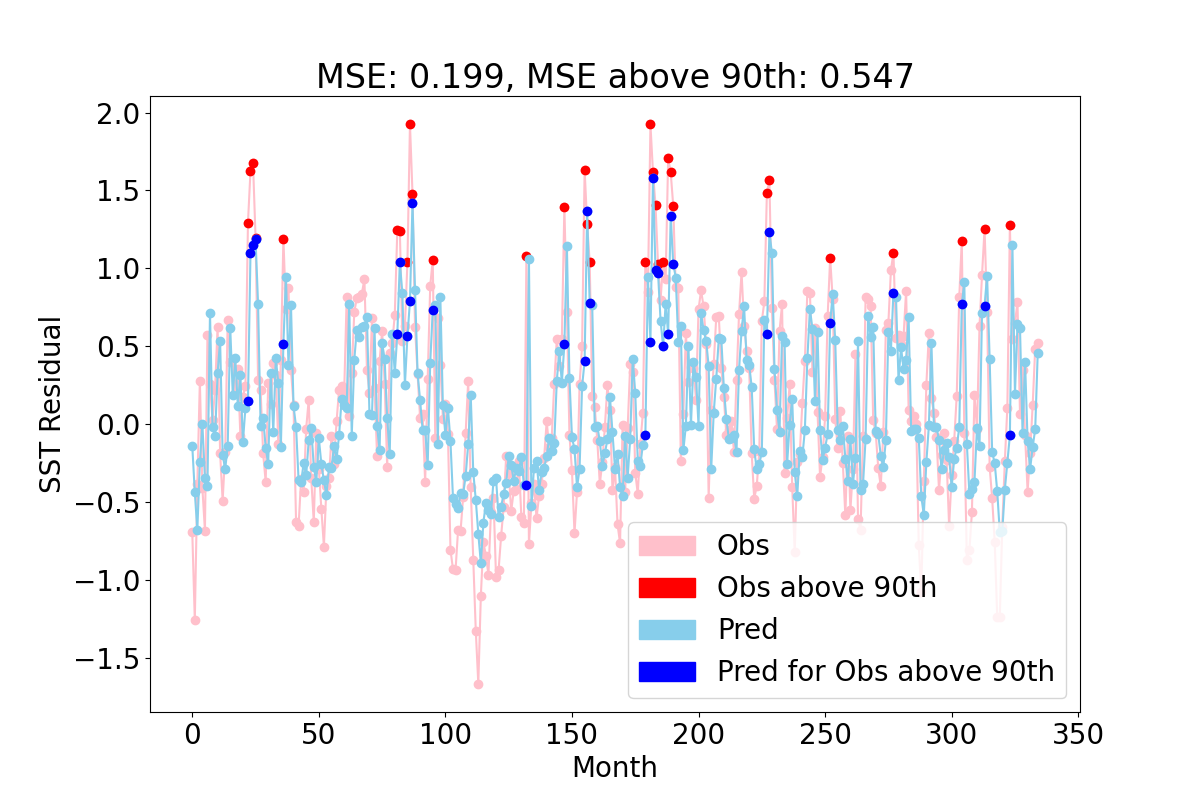 MSE: 0.199, MSE above 90th: 0.547
SST Residual
2.0
1.5
1.0
0.5
0.0
−0.5
−1.0
−1.5
Obs
Obs above 90th
Pred
Pred for Obs above 90th
0 50 100 150 200 250 300 350
Month